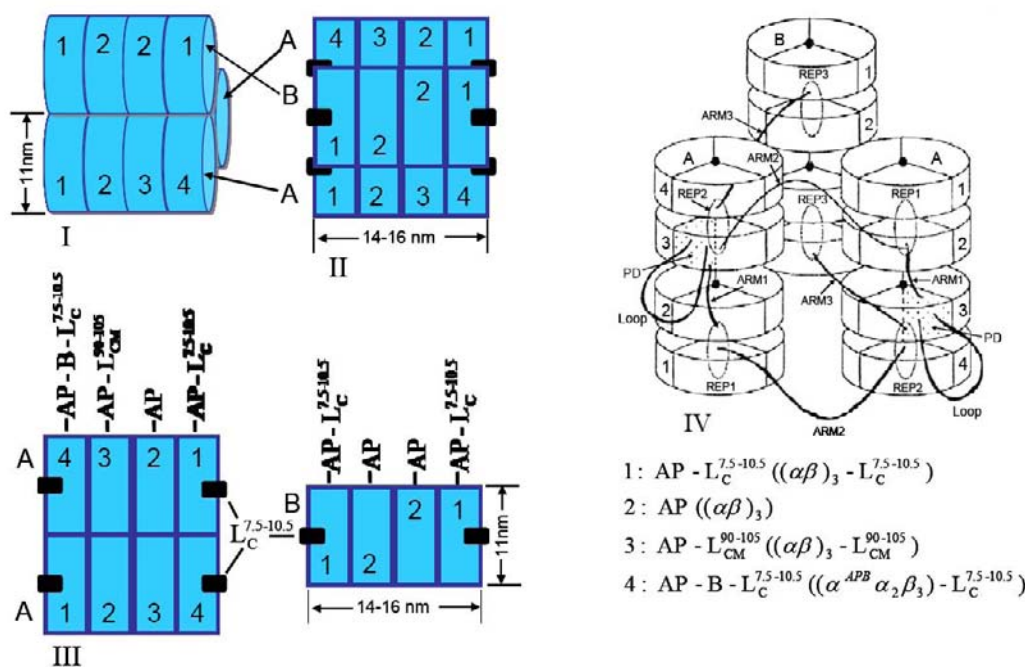 1 2 2 1
A
B
11nm
1 2 3 4
A
I
4 3 2 1
2 1
1 2
1 2 3 4
14-16 nm
II
B
REP3
1
ARM3
2
A
ARM2
A
4
REP2
REP3
REP1
1
3
2
PD
ARM1
ARM1
Loop
2
ARM3
3
PD
1
REP1
REP2
4
IV
ARM2
Loop
–AP - B - L_C^7.5-10.5
–AP - L_CM^90-105
–AP
–AP - L_C^7.5-10.5
A 4 3 2 1
L_C^7.5-10.5
A 1 2 3 4
III
–AP - L_C^7.5-10.5
–AP
–AP
–AP - L_C^7.5-10.5
B
2 1
1 2
11nm
14-16 nm
1 : AP - L_C^7.5-10.5 ((αβ)_3 - L_C^7.5-10.5)
2 : AP ((αβ)_3)
3 : AP - L_CM^90-105 ((αβ)_3 - L_CM^90-105)
4 : AP - B - L_C^7.5-10.5 ((α^APB α_2 β_3) - L_C^7.5-10.5)